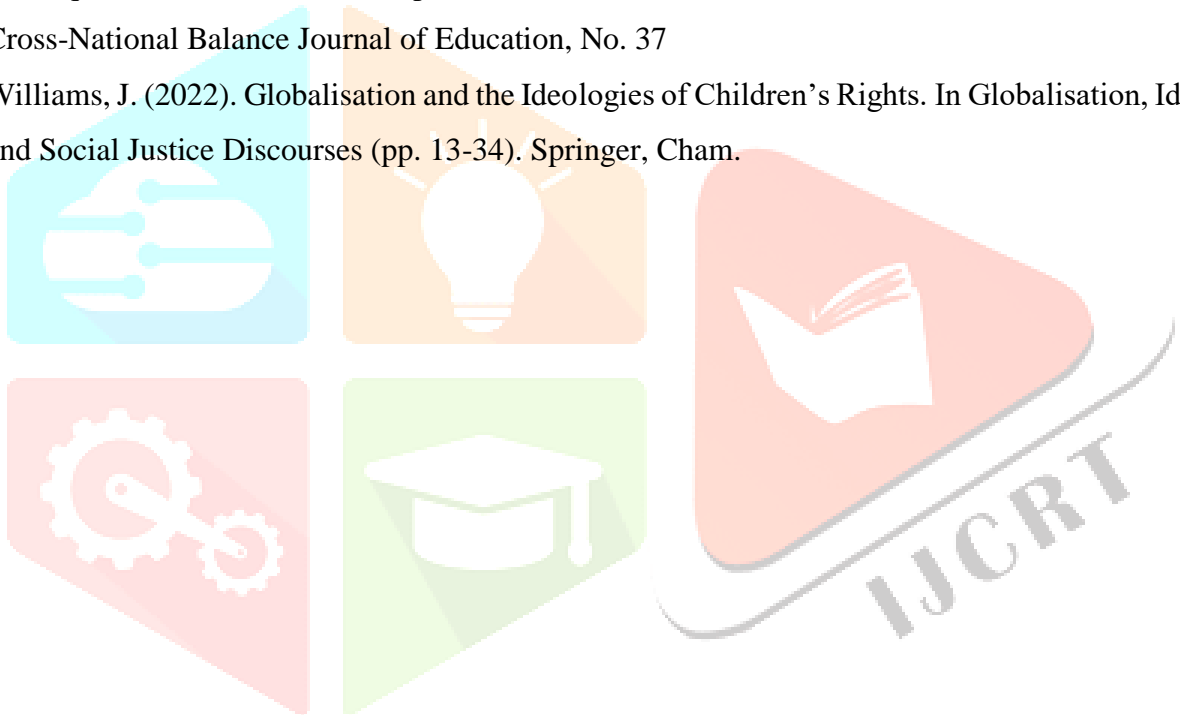 Cross-National Balance Journal of Education, No. 37
Williams, J. (2022). Globalisation and the Ideologies of Children’s Rights. In Globalisation, Id
and Social Justice Discourses (pp. 13-34). Springer, Cham.
IJCRT